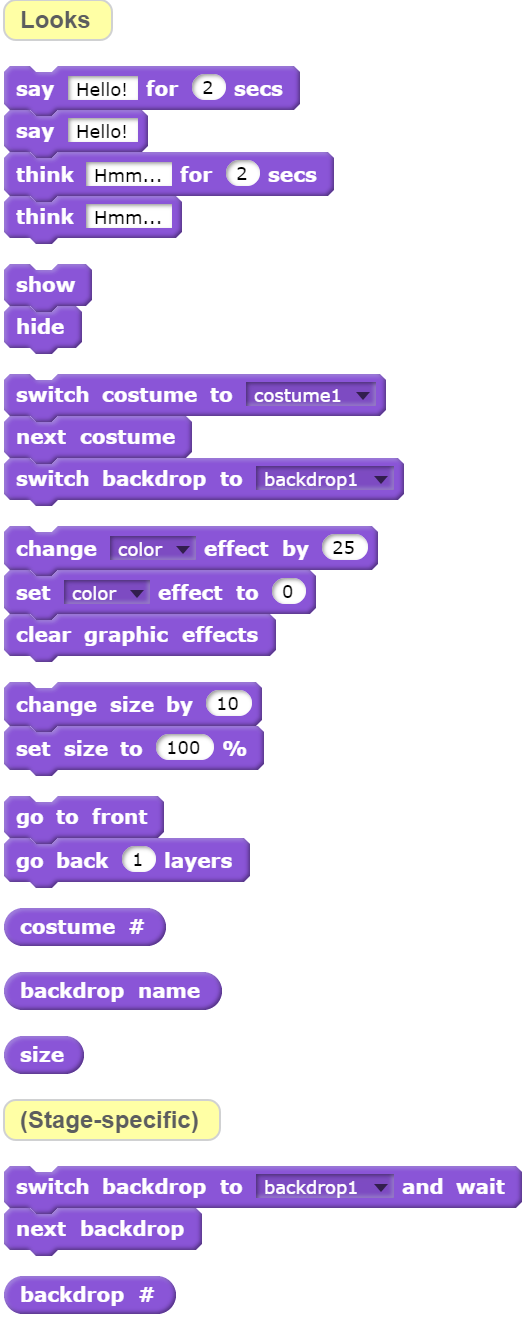 Looks
say Hello! for 2 secs
say Hello!
think Hmm... for 2 secs
think Hmm...
show
hide
switch costume to costume1
next costume
switch backdrop to backdrop1
change color effect by 25
set color effect to 0
clear graphic effects
change size by 10
set size to 100 %
go to front
go back 1 layers
costume #
backdrop name
size
(Stage-specific)
switch backdrop to backdrop1 and wait
next backdrop
backdrop #